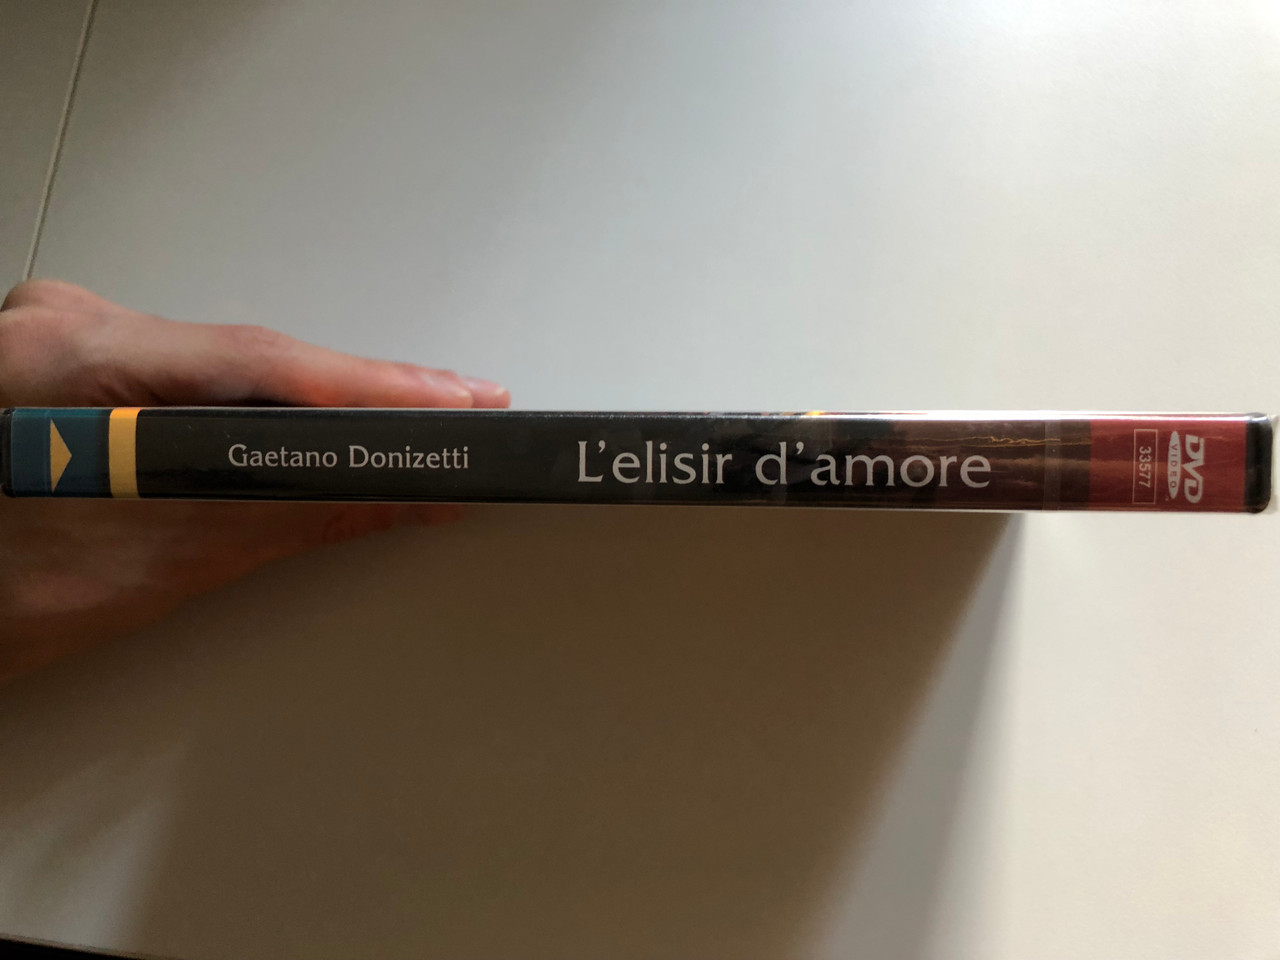 Gaetano Donizetti
L'elisir d'amore
33577
DVD
VIDEO